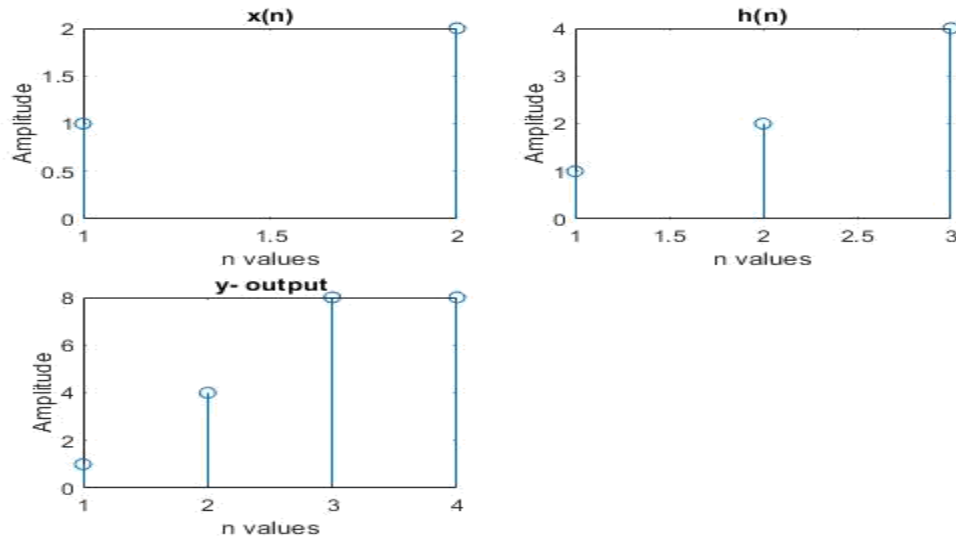 x(n)
Amplitude
2
1.5
1
0.5
0
1 1.5 2
n values
h(n)
Amplitude
4
3
2
1
0
1 1.5 2 2.5 3
n values
y- output
Amplitude
8
6
4
2
0
1 2 3 4
n values